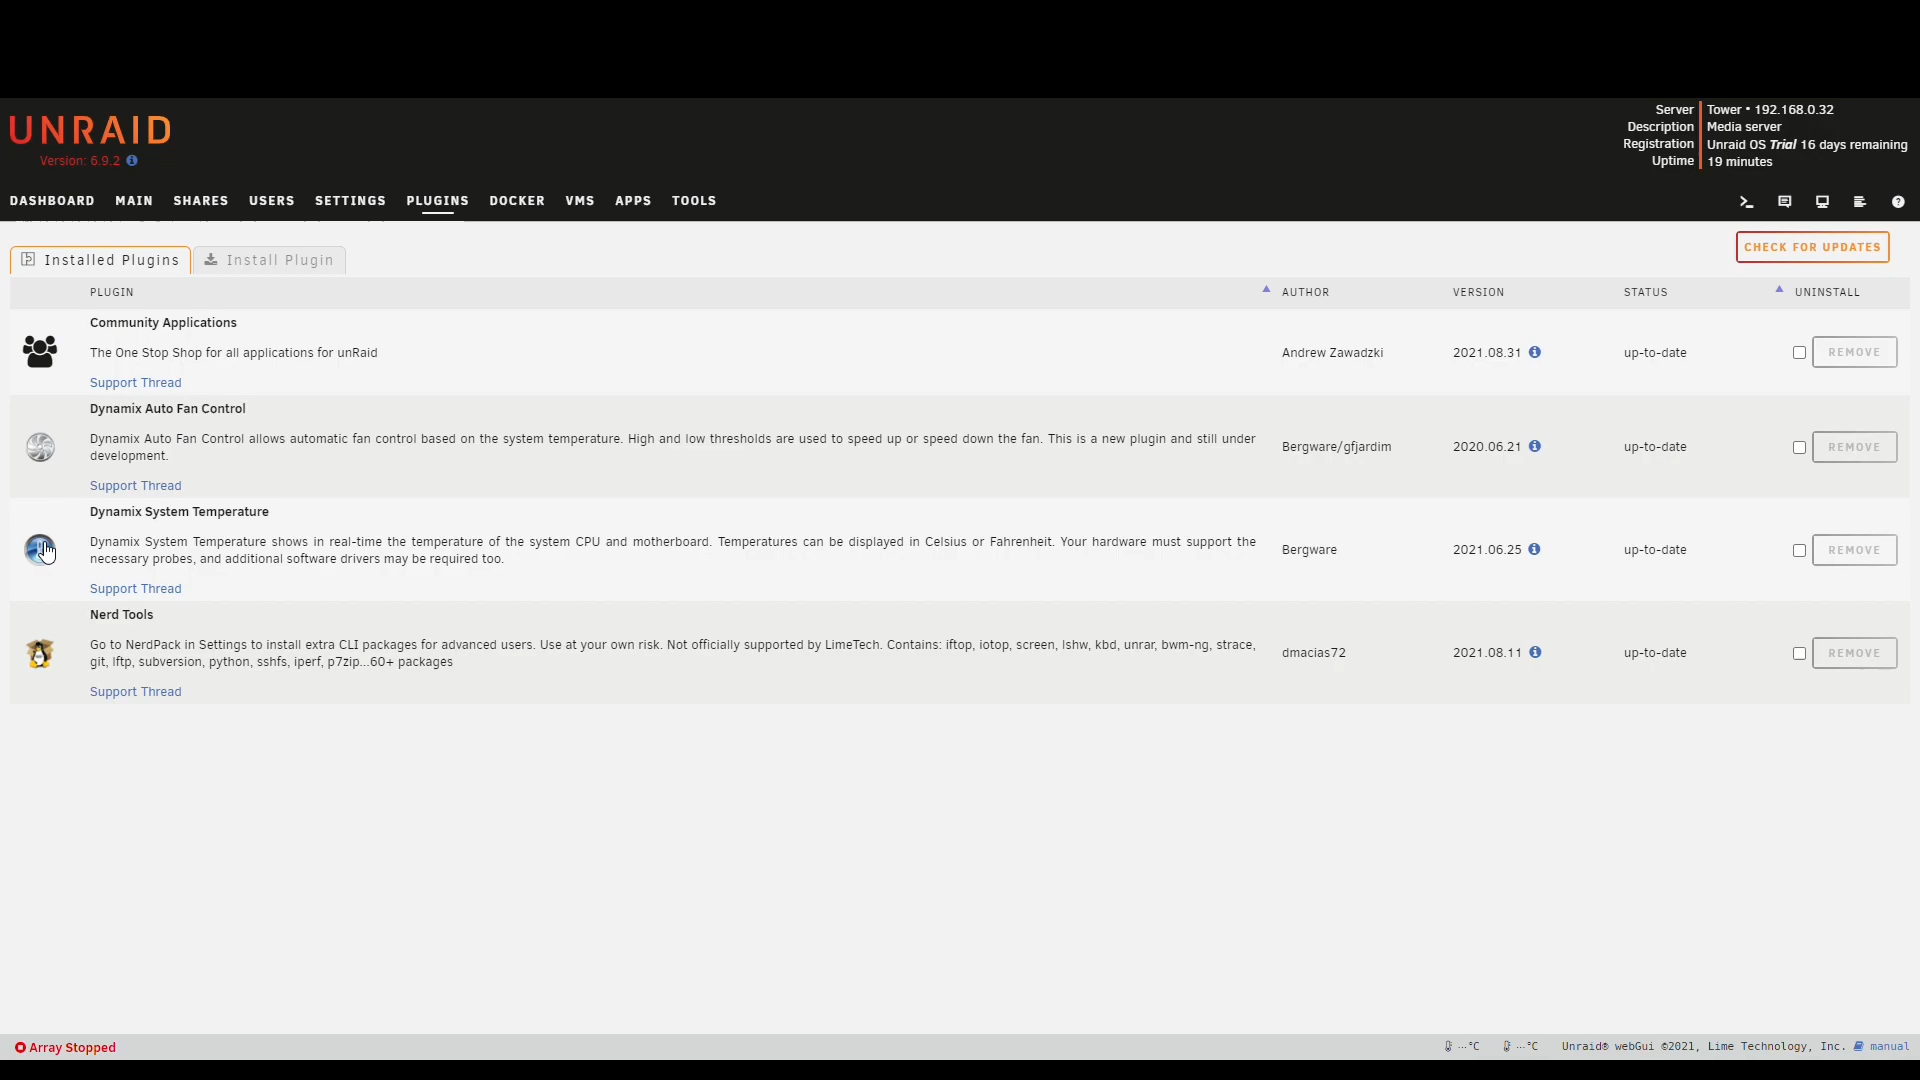 UNRAID
Version: 6.9.2
Server Tower • 192.168.0.32
Description Media server
Registration Unraid OS Trial 16 days remaining
Uptime 19 minutes
DASHBOARD MAIN SHARES USERS SETTINGS PLUGINS DOCKER VMS APPS TOOLS
Installed Plugins Install Plugin
CHECK FOR UPDATES
PLUGIN AUTHOR VERSION STATUS UNINSTALL
Community Applications
The One Stop Shop for all applications for unRaid
Andrew Zawadzki 2021.08.31 up-to-date REMOVE
Support Thread
Dynamix Auto Fan Control
Dynamix Auto Fan Control allows automatic fan control based on the system temperature. High and low thresholds are used to speed up or speed down the fan. This is a new plugin and still under
development.
Bergware/gfjardim 2020.06.21 up-to-date REMOVE
Support Thread
Dynamix System Temperature
Dynamix System Temperature shows in real-time the temperature of the system CPU and motherboard. Temperatures can be displayed in Celsius or Fahrenheit. Your hardware must support the
necessary probes, and additional software drivers may be required too.
Bergware 2021.06.25 up-to-date REMOVE
Support Thread
Nerd Tools
Go to NerdPack in Settings to install extra CLI packages for advanced users. Use at your own risk. Not officially supported by LimeTech. Contains: iftop, iotop, screen, lshw, kbd, unrar, bwm-ng, strace,
git, lftp, subversion, python, sshfs, iperf, p7zip...60+ packages
dmacias72 2021.08.11 up-to-date REMOVE
Support Thread
Array Stopped
···°C ···°C Unraid® webGui ©2021, Lime Technology, Inc. manual